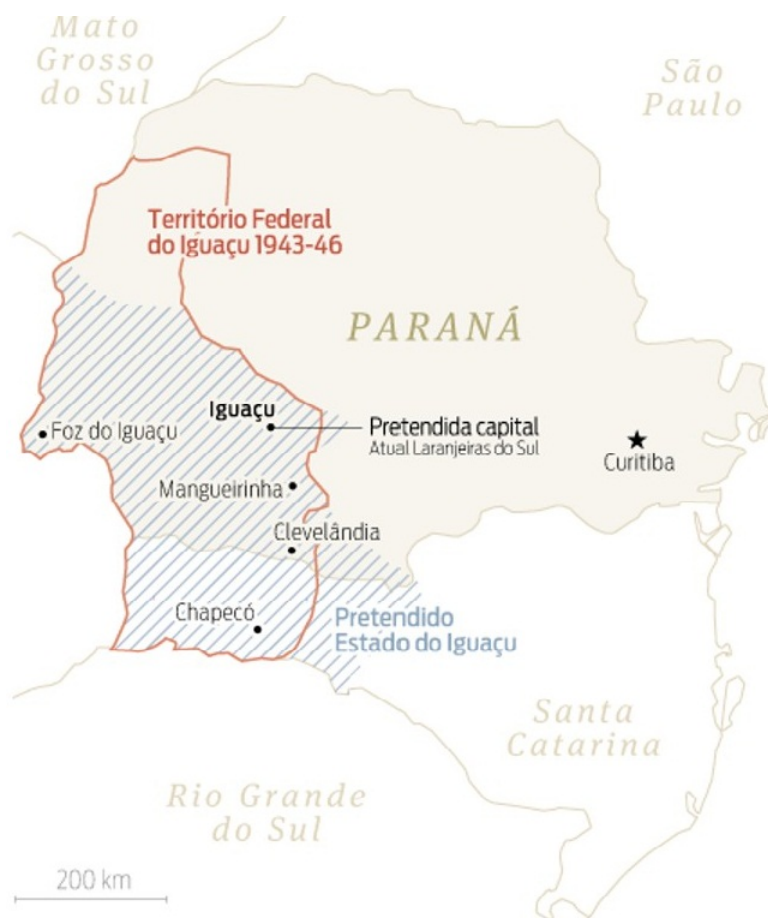 Mato
Grosso
do Sul
São
Paulo
Território Federal
do Iguaçu 1943-46
PARANÁ
Iguaçu
Pretendida capital
Atual Laranjeiras do Sul
Foz do Iguaçu
Curitiba
Mangueirinha
Clevelândia
Chapecó
Pretendido
Estado do Iguaçu
Santa
Catarina
Rio Grande
do Sul
200 km